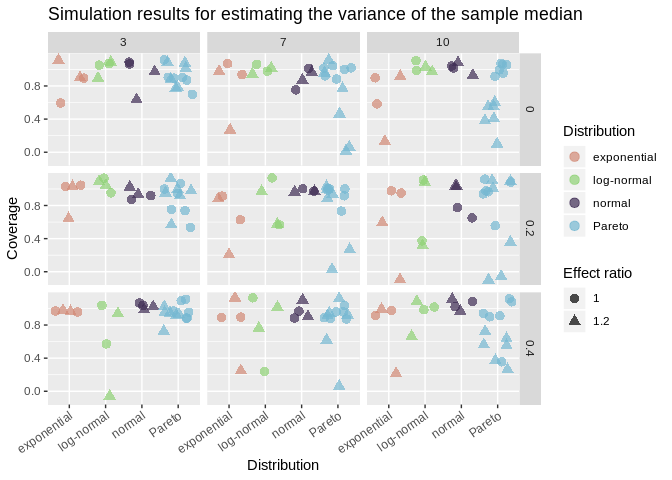 Simulation results for estimating the variance of the sample median
3 7 10
0.8
0.4
0.0
0
0.8
0.4
0.0
0.2
0.8
0.4
0.0
0.4
Coverage
exponential log-normal normal Pareto exponential log-normal normal Pareto exponential log-normal normal Pareto
Distribution
Distribution
exponential
log-normal
normal
Pareto
Effect ratio
1
1.2